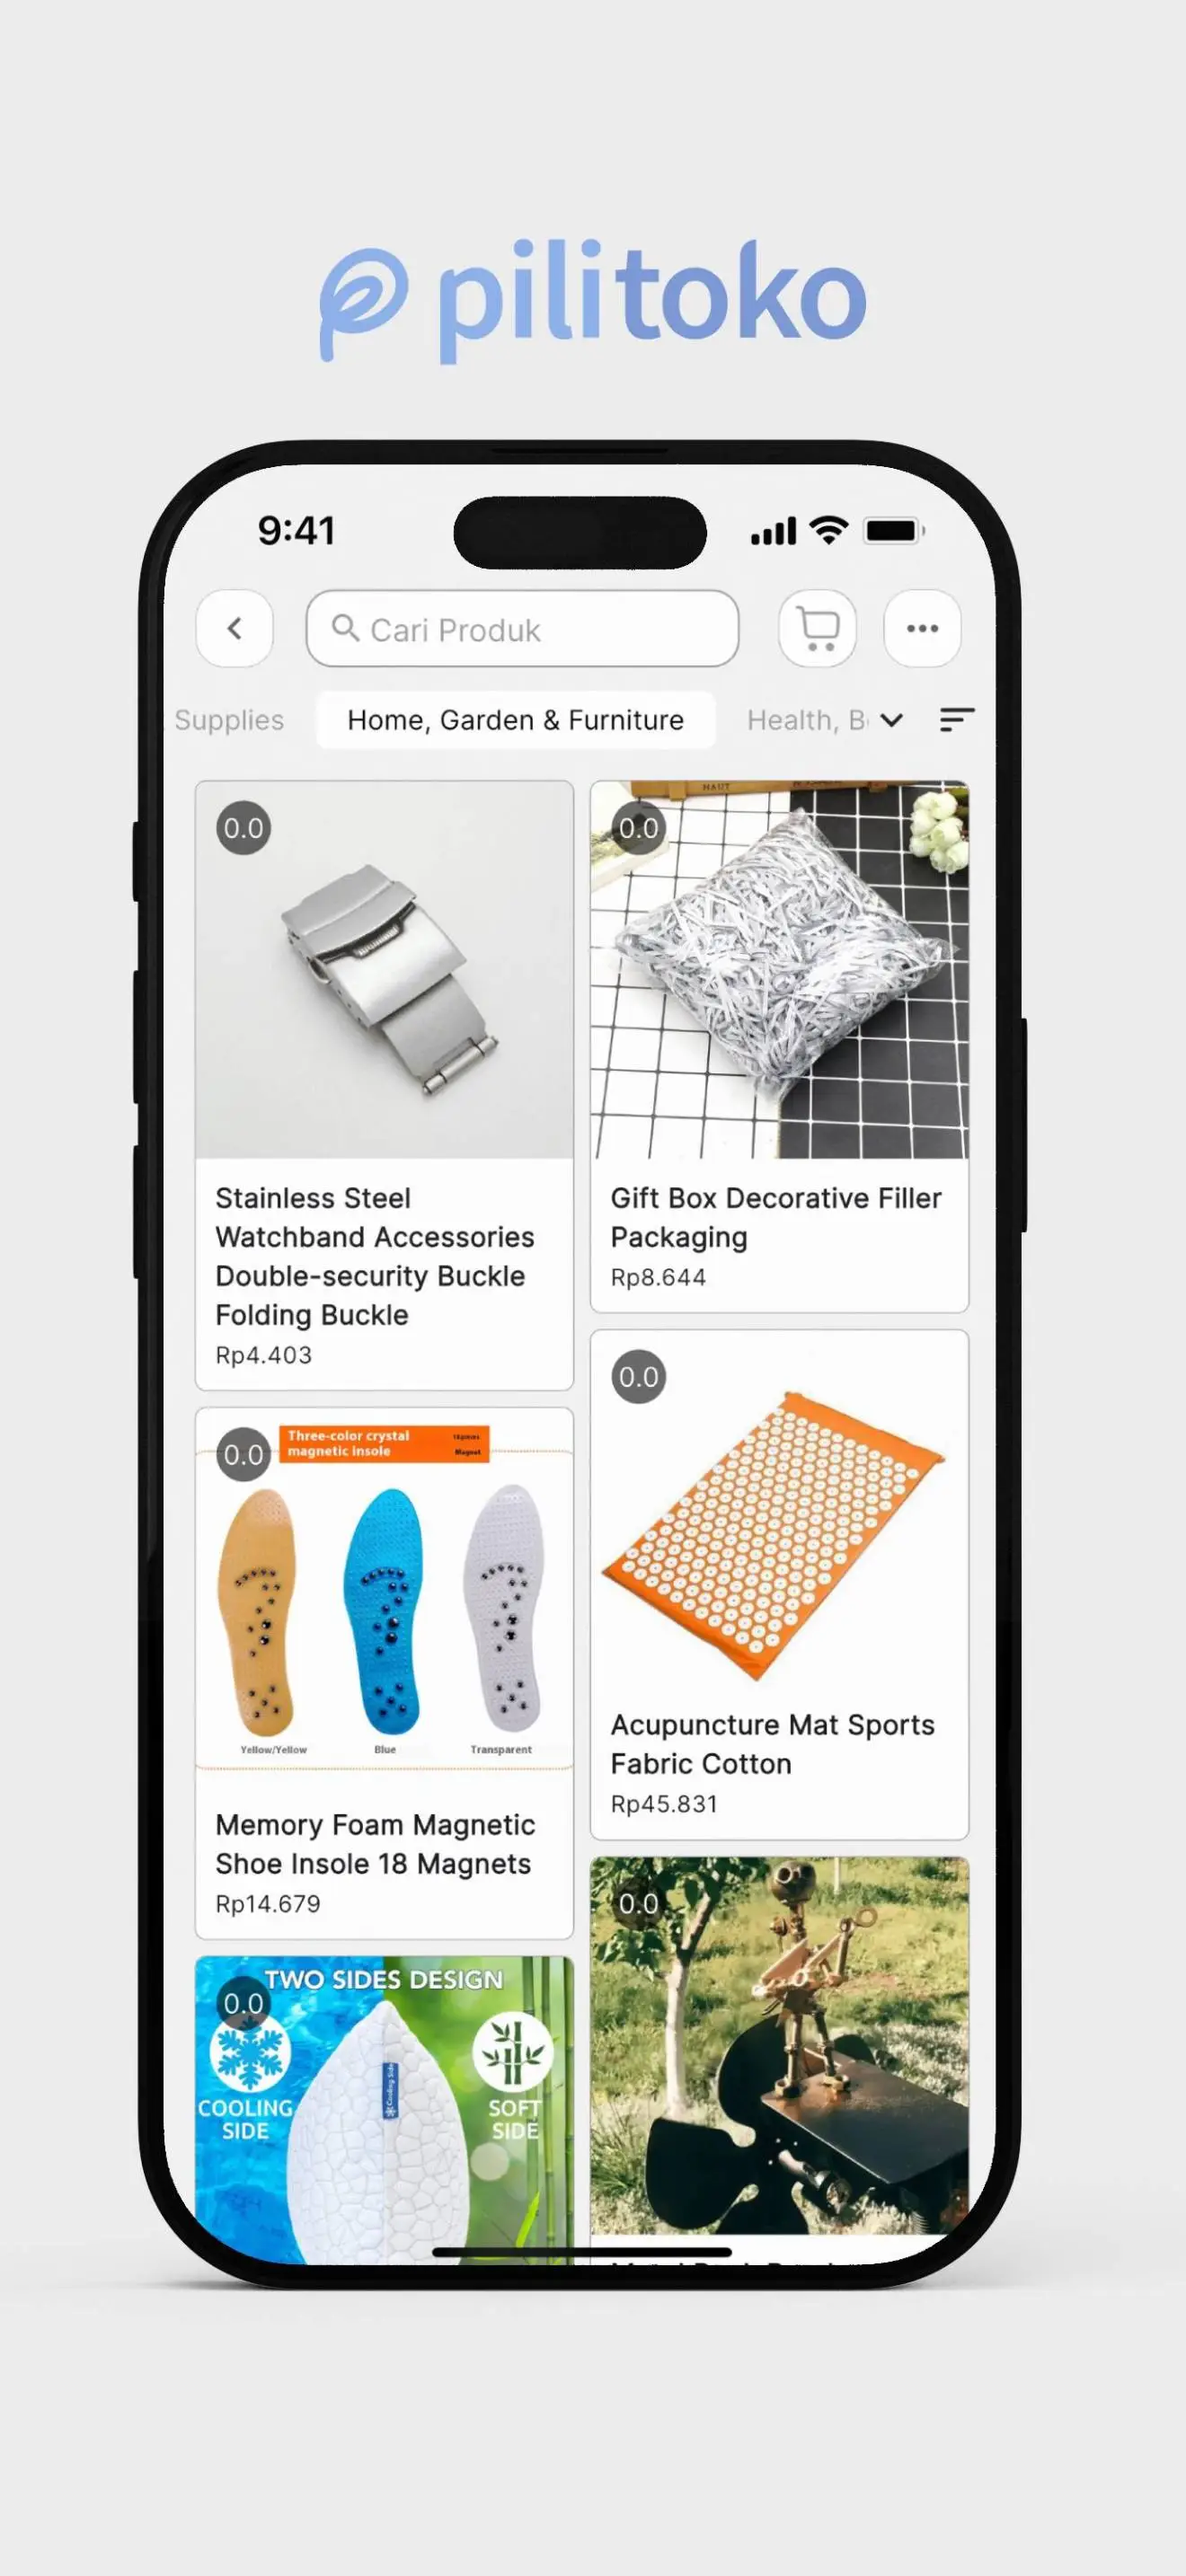 pilitoko
9:41
Cari Produk
Supplies
Home, Garden & Furniture
Health, B
0.0
Stainless Steel
Watchband Accessories
Double-security Buckle
Folding Buckle
Rp4.403
0.0
Gift Box Decorative Filler
Packaging
Rp8.644
0.0
Three-color crystal
magnetic insole
Magnet
Yellow/Yellow
Blue
Transparent
Memory Foam Magnetic
Shoe Insole 18 Magnets
Rp14.679
0.0
Acupuncture Mat Sports
Fabric Cotton
Rp45.831
0.0
TWO SIDES DESIGN
COOLING
SIDE
SOFT
SIDE
Cooling Side
0.0